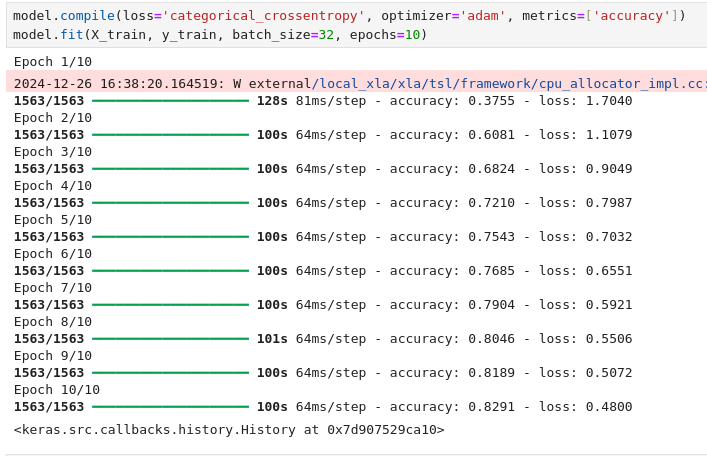 model.compile(loss='categorical_crossentropy', optimizer='adam', metrics=['accuracy'])
model.fit(X_train, y_train, batch_size=32, epochs=10)
Epoch 1/10
2024-12-26 16:38:20.164519: W external/local_xla/xla/tsl/framework/cpu_allocator_impl.cc:
1563/1563 ━━━━━━━━━━━━━━━━━━━━ 128s 81ms/step - accuracy: 0.3755 - loss: 1.7040
Epoch 2/10
1563/1563 ━━━━━━━━━━━━━━━━━━━━ 100s 64ms/step - accuracy: 0.6081 - loss: 1.1079
Epoch 3/10
1563/1563 ━━━━━━━━━━━━━━━━━━━━ 100s 64ms/step - accuracy: 0.6824 - loss: 0.9049
Epoch 4/10
1563/1563 ━━━━━━━━━━━━━━━━━━━━ 100s 64ms/step - accuracy: 0.7210 - loss: 0.7987
Epoch 5/10
1563/1563 ━━━━━━━━━━━━━━━━━━━━ 100s 64ms/step - accuracy: 0.7543 - loss: 0.7032
Epoch 6/10
1563/1563 ━━━━━━━━━━━━━━━━━━━━ 100s 64ms/step - accuracy: 0.7685 - loss: 0.6551
Epoch 7/10
1563/1563 ━━━━━━━━━━━━━━━━━━━━ 100s 64ms/step - accuracy: 0.7904 - loss: 0.5921
Epoch 8/10
1563/1563 ━━━━━━━━━━━━━━━━━━━━ 101s 64ms/step - accuracy: 0.8046 - loss: 0.5506
Epoch 9/10
1563/1563 ━━━━━━━━━━━━━━━━━━━━ 100s 64ms/step - accuracy: 0.8189 - loss: 0.5072
Epoch 10/10
1563/1563 ━━━━━━━━━━━━━━━━━━━━ 100s 64ms/step - accuracy: 0.8291 - loss: 0.4800
<keras.src.callbacks.history.History at 0x7d907529ca10>